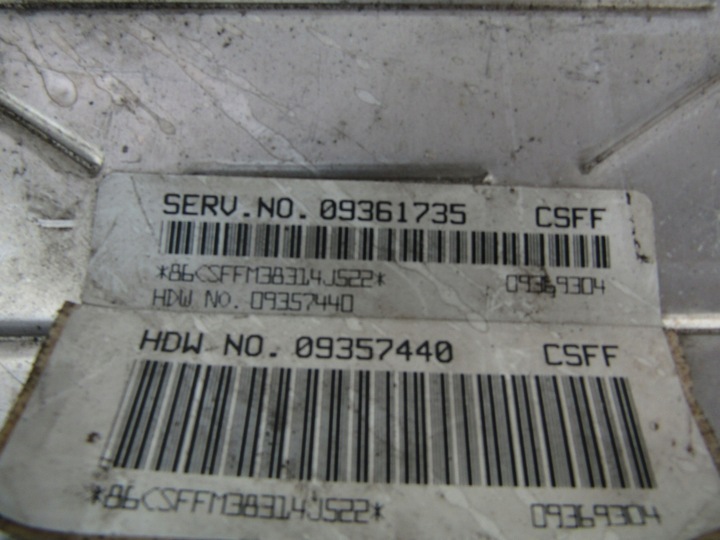 SERV.NO. 09361735 CSFF
*86CSFFM38314JS22* 09369304
HDW NO. 09357440
HDW NO. 09357440 CSFF
*86CSFFM38314JS22* 09369304